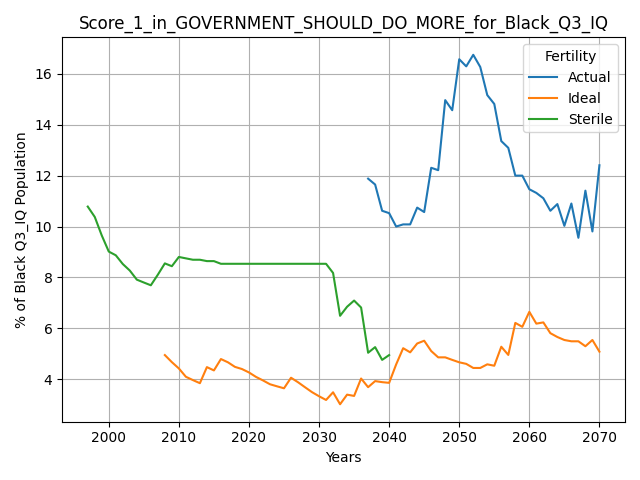 Score_1_in_GOVERNMENT_SHOULD_DO_MORE_for_Black_Q3_IQ
Fertility
Actual
Ideal
Sterile
% of Black Q3_IQ Population
16
14
12
10
8
6
4
2000 2010 2020 2030 2040 2050 2060 2070
Years